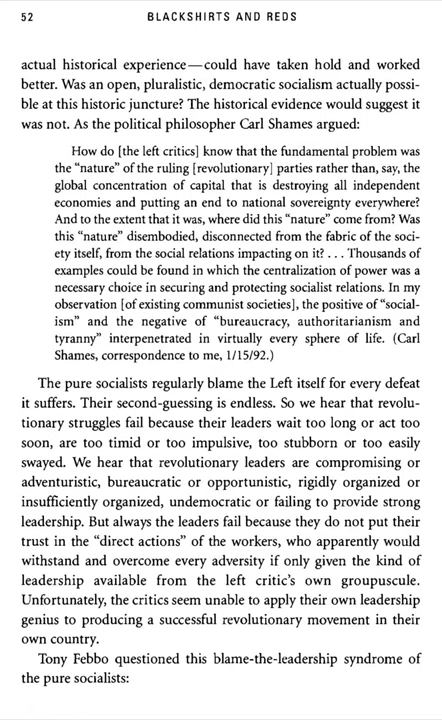 52 BLACKSHIRTS AND REDS
actual historical experience—could have taken hold and worked
better. Was an open, pluralistic, democratic socialism actually possi-
ble at this historic juncture? The historical evidence would suggest it
was not. As the political philosopher Carl Shames argued:
How do [the left critics] know that the fundamental problem was
the “nature” of the ruling [revolutionary] parties rather than, say, the
global concentration of capital that is destroying all independent
economies and putting an end to national sovereignty everywhere?
And to the extent that it was, where did this “nature” come from? Was
this “nature” disembodied, disconnected from the fabric of the soci-
ety itself, from the social relations impacting on it? . . . Thousands of
examples could be found in which the centralization of power was a
necessary choice in securing and protecting socialist relations. In my
observation [of existing communist societies], the positive of “social-
ism” and the negative of “bureaucracy, authoritarianism and
tyranny” interpenetrated in virtually every sphere of life. (Carl
Shames, correspondence to me, 1/15/92.)
The pure socialists regularly blame the Left itself for every defeat
it suffers. Their second-guessing is endless. So we hear that revolu-
tionary struggles fail because their leaders wait too long or act too
soon, are too timid or too impulsive, too stubborn or too easily
swayed. We hear that revolutionary leaders are compromising or
adventuristic, bureaucratic or opportunistic, rigidly organized or
insufficiently organized, undemocratic or failing to provide strong
leadership. But always the leaders fail because they do not put their
trust in the “direct actions” of the workers, who apparently would
withstand and overcome every adversity if only given the kind of
leadership available from the left critic’s own groupuscule.
Unfortunately, the critics seem unable to apply their own leadership
genius to producing a successful revolutionary movement in their
own country.
Tony Febbo questioned this blame-the-leadership syndrome of
the pure socialists: